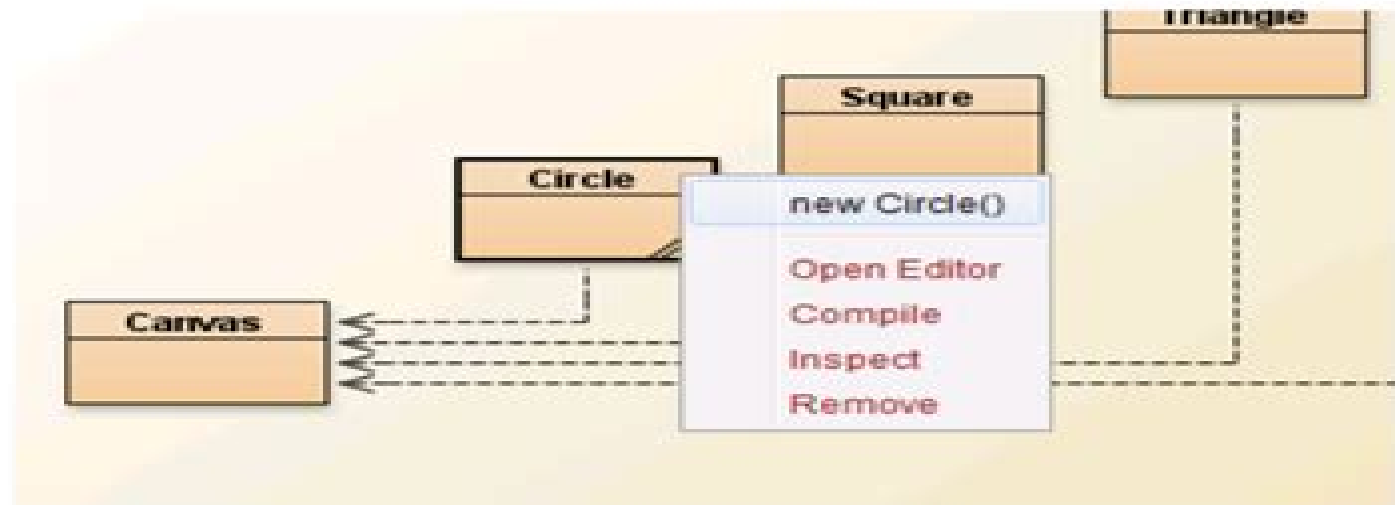 Triangle
Square
Circle
new Circle()
Open Editor
Canvas
Compile
Inspect
Remove